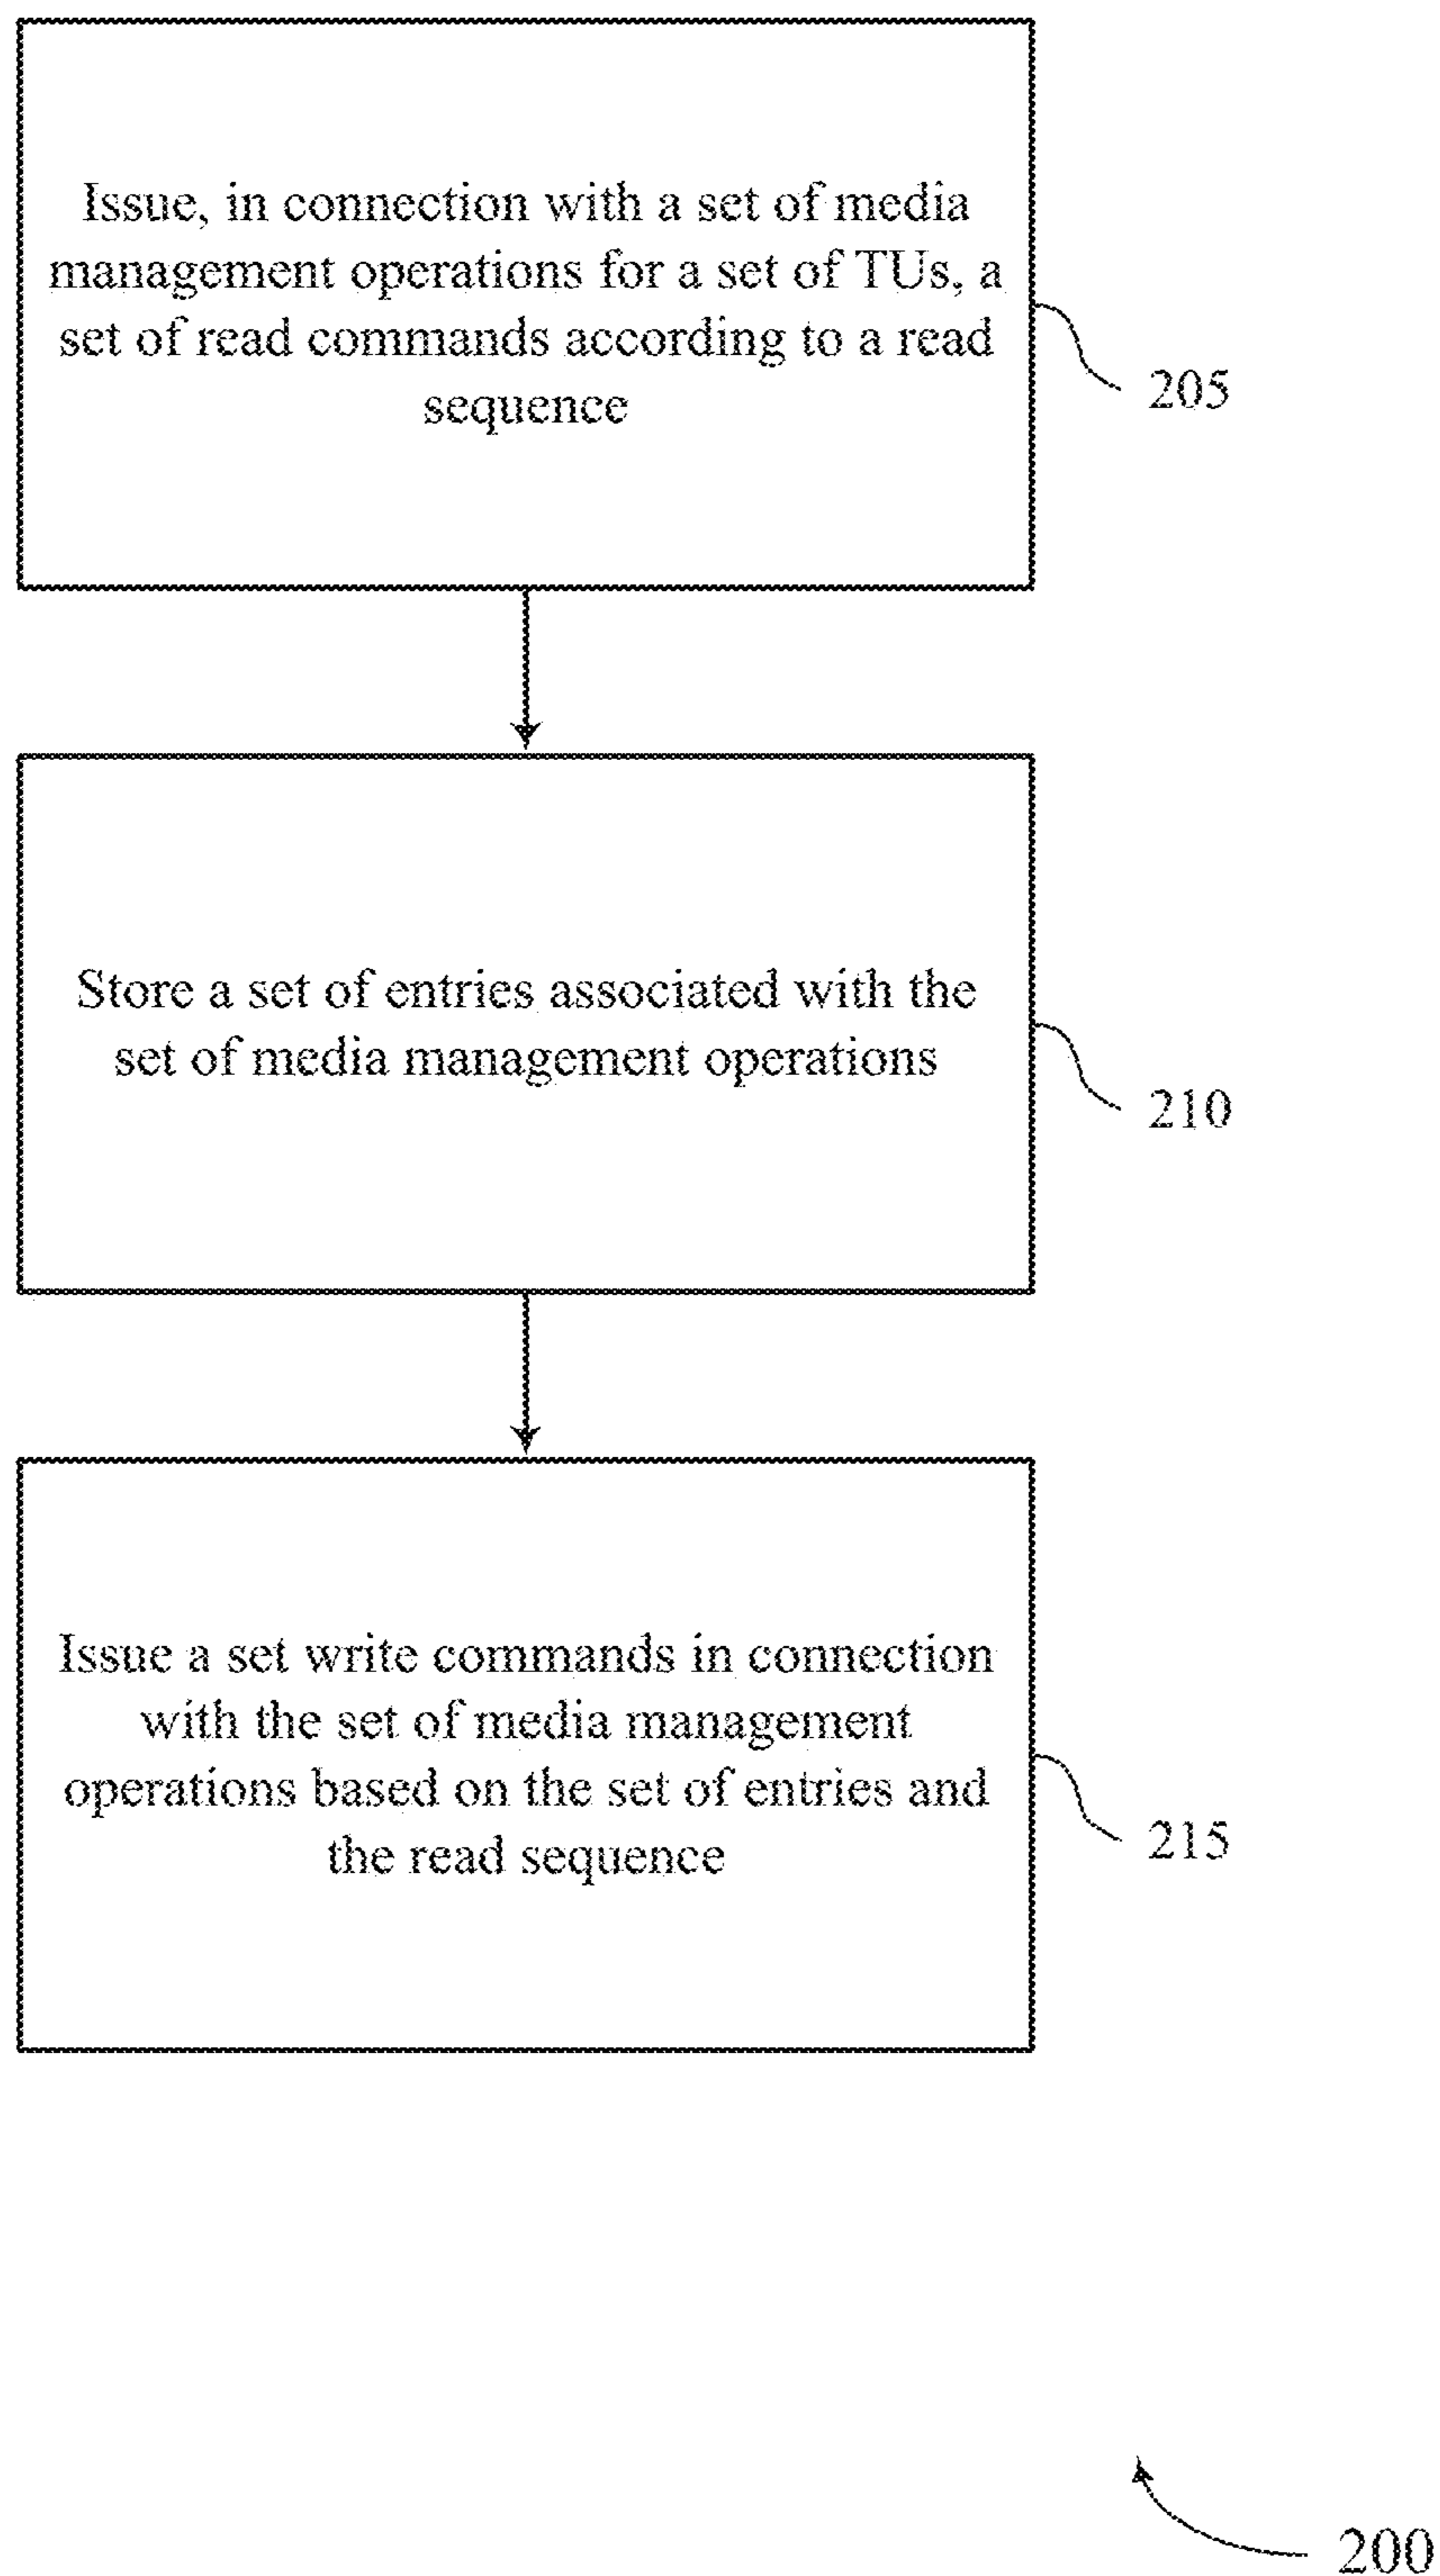 Issue, in connection with a set of media
management operations for a set of TUs, a
set of read commands according to a read
sequence
205
Store a set of entries associated with the
set of media management operations
210
Issue a set write commands in connection
with the set of media management
operations based on the set of entries and
the read sequence
215
200